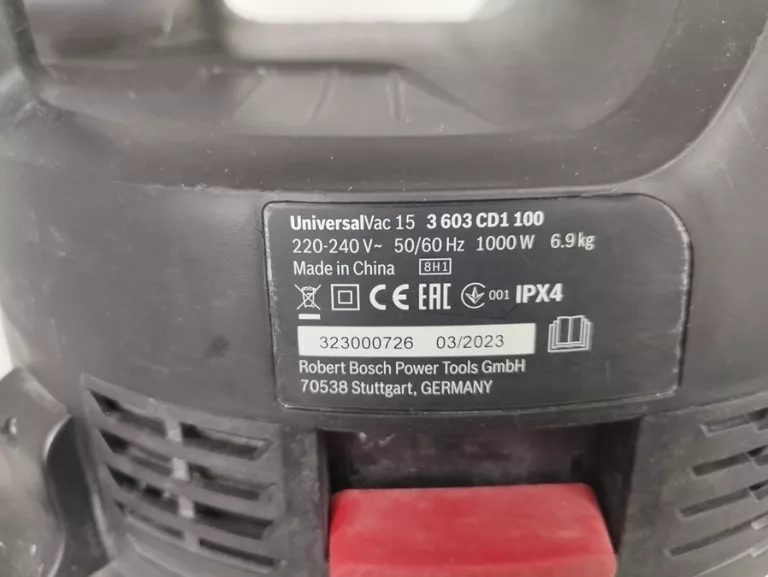 UniversalVac 15 3 603 CD1 100
220-240 V~ 50/60 Hz 1000 W 6.9 kg
Made in China 8H1
CE EAC 001 IPX4
323000726 03/2023
Robert Bosch Power Tools GmbH
70538 Stuttgart, GERMANY